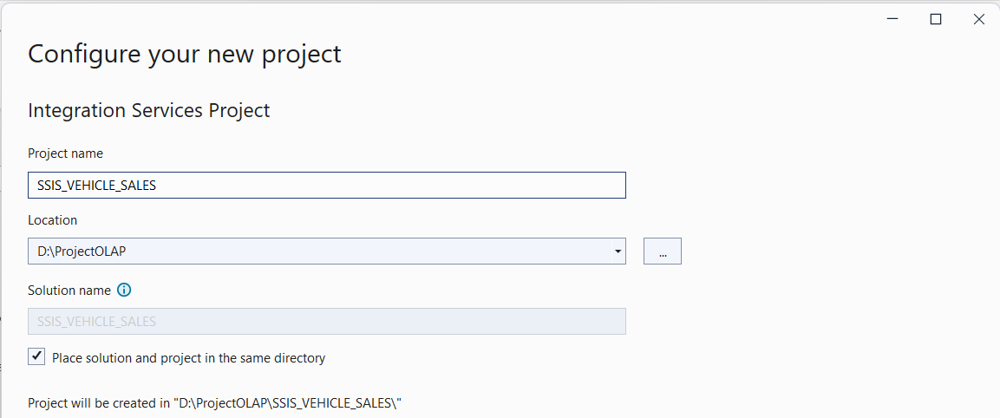 Configure your new project
Integration Services Project
Project name
SSIS_VEHICLE_SALES
Location
D:\ProjectOLAP
...
Solution name
SSIS_VEHICLE_SALES
Place solution and project in the same directory
Project will be created in "D:\ProjectOLAP\SSIS_VEHICLE_SALES\"